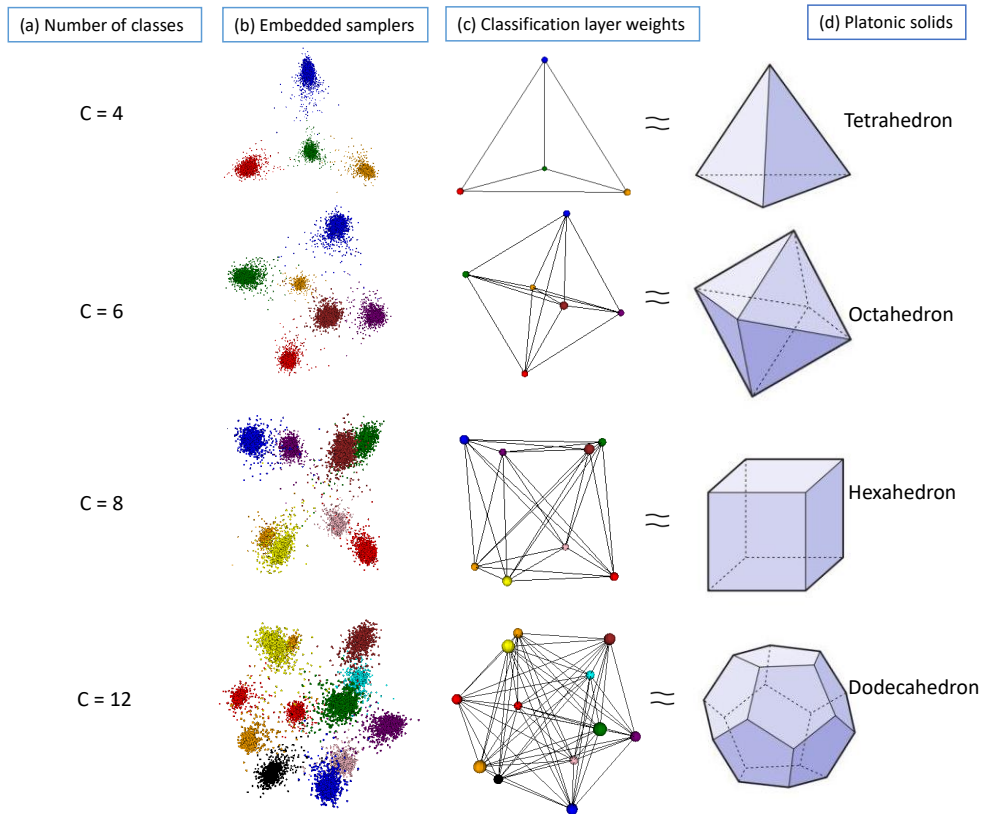 (a) Number of classes
(b) Embedded samplers
(c) Classification layer weights
(d) Platonic solids
C = 4
≈
Tetrahedron
C = 6
≈
Octahedron
C = 8
≈
Hexahedron
C = 12
≈
Dodecahedron